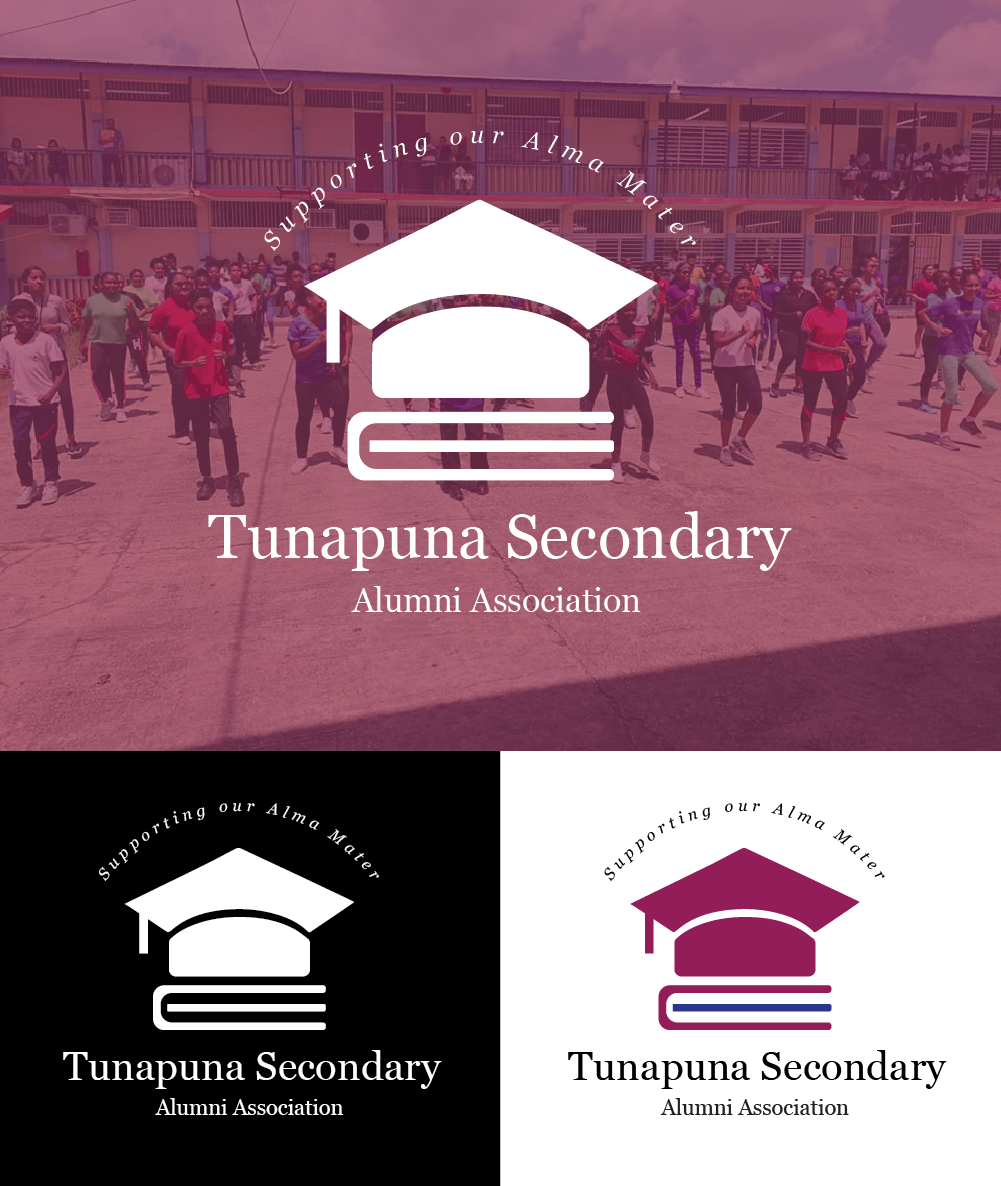 Supporting our Alma Mater
Tunapuna Secondary
Alumni Association
Supporting our Alma Mater
Tunapuna Secondary
Alumni Association
Supporting our Alma Mater
Tunapuna Secondary
Alumni Association